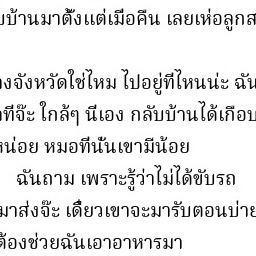 บบ้านมาตั้งแต่เมื่อคืน เลยเห่อลูกส
องจังหวัดใช่ไหม ไปอยู่ที่ไหนน่ะ ฉัน
อทีจ๊ะ ใกล้ๆ นี่เอง กลับบ้านได้เกือบ
หน่อย หมอที่นั่นเขามีน้อย
ฉันถาม เพราะรู้ว่าไม่ได้ขับรถ
มาส่งจ้ะ เดี๋ยวเขาจะมารับตอนบ่าย
ต้องช่วยฉันเอาอาหารมา